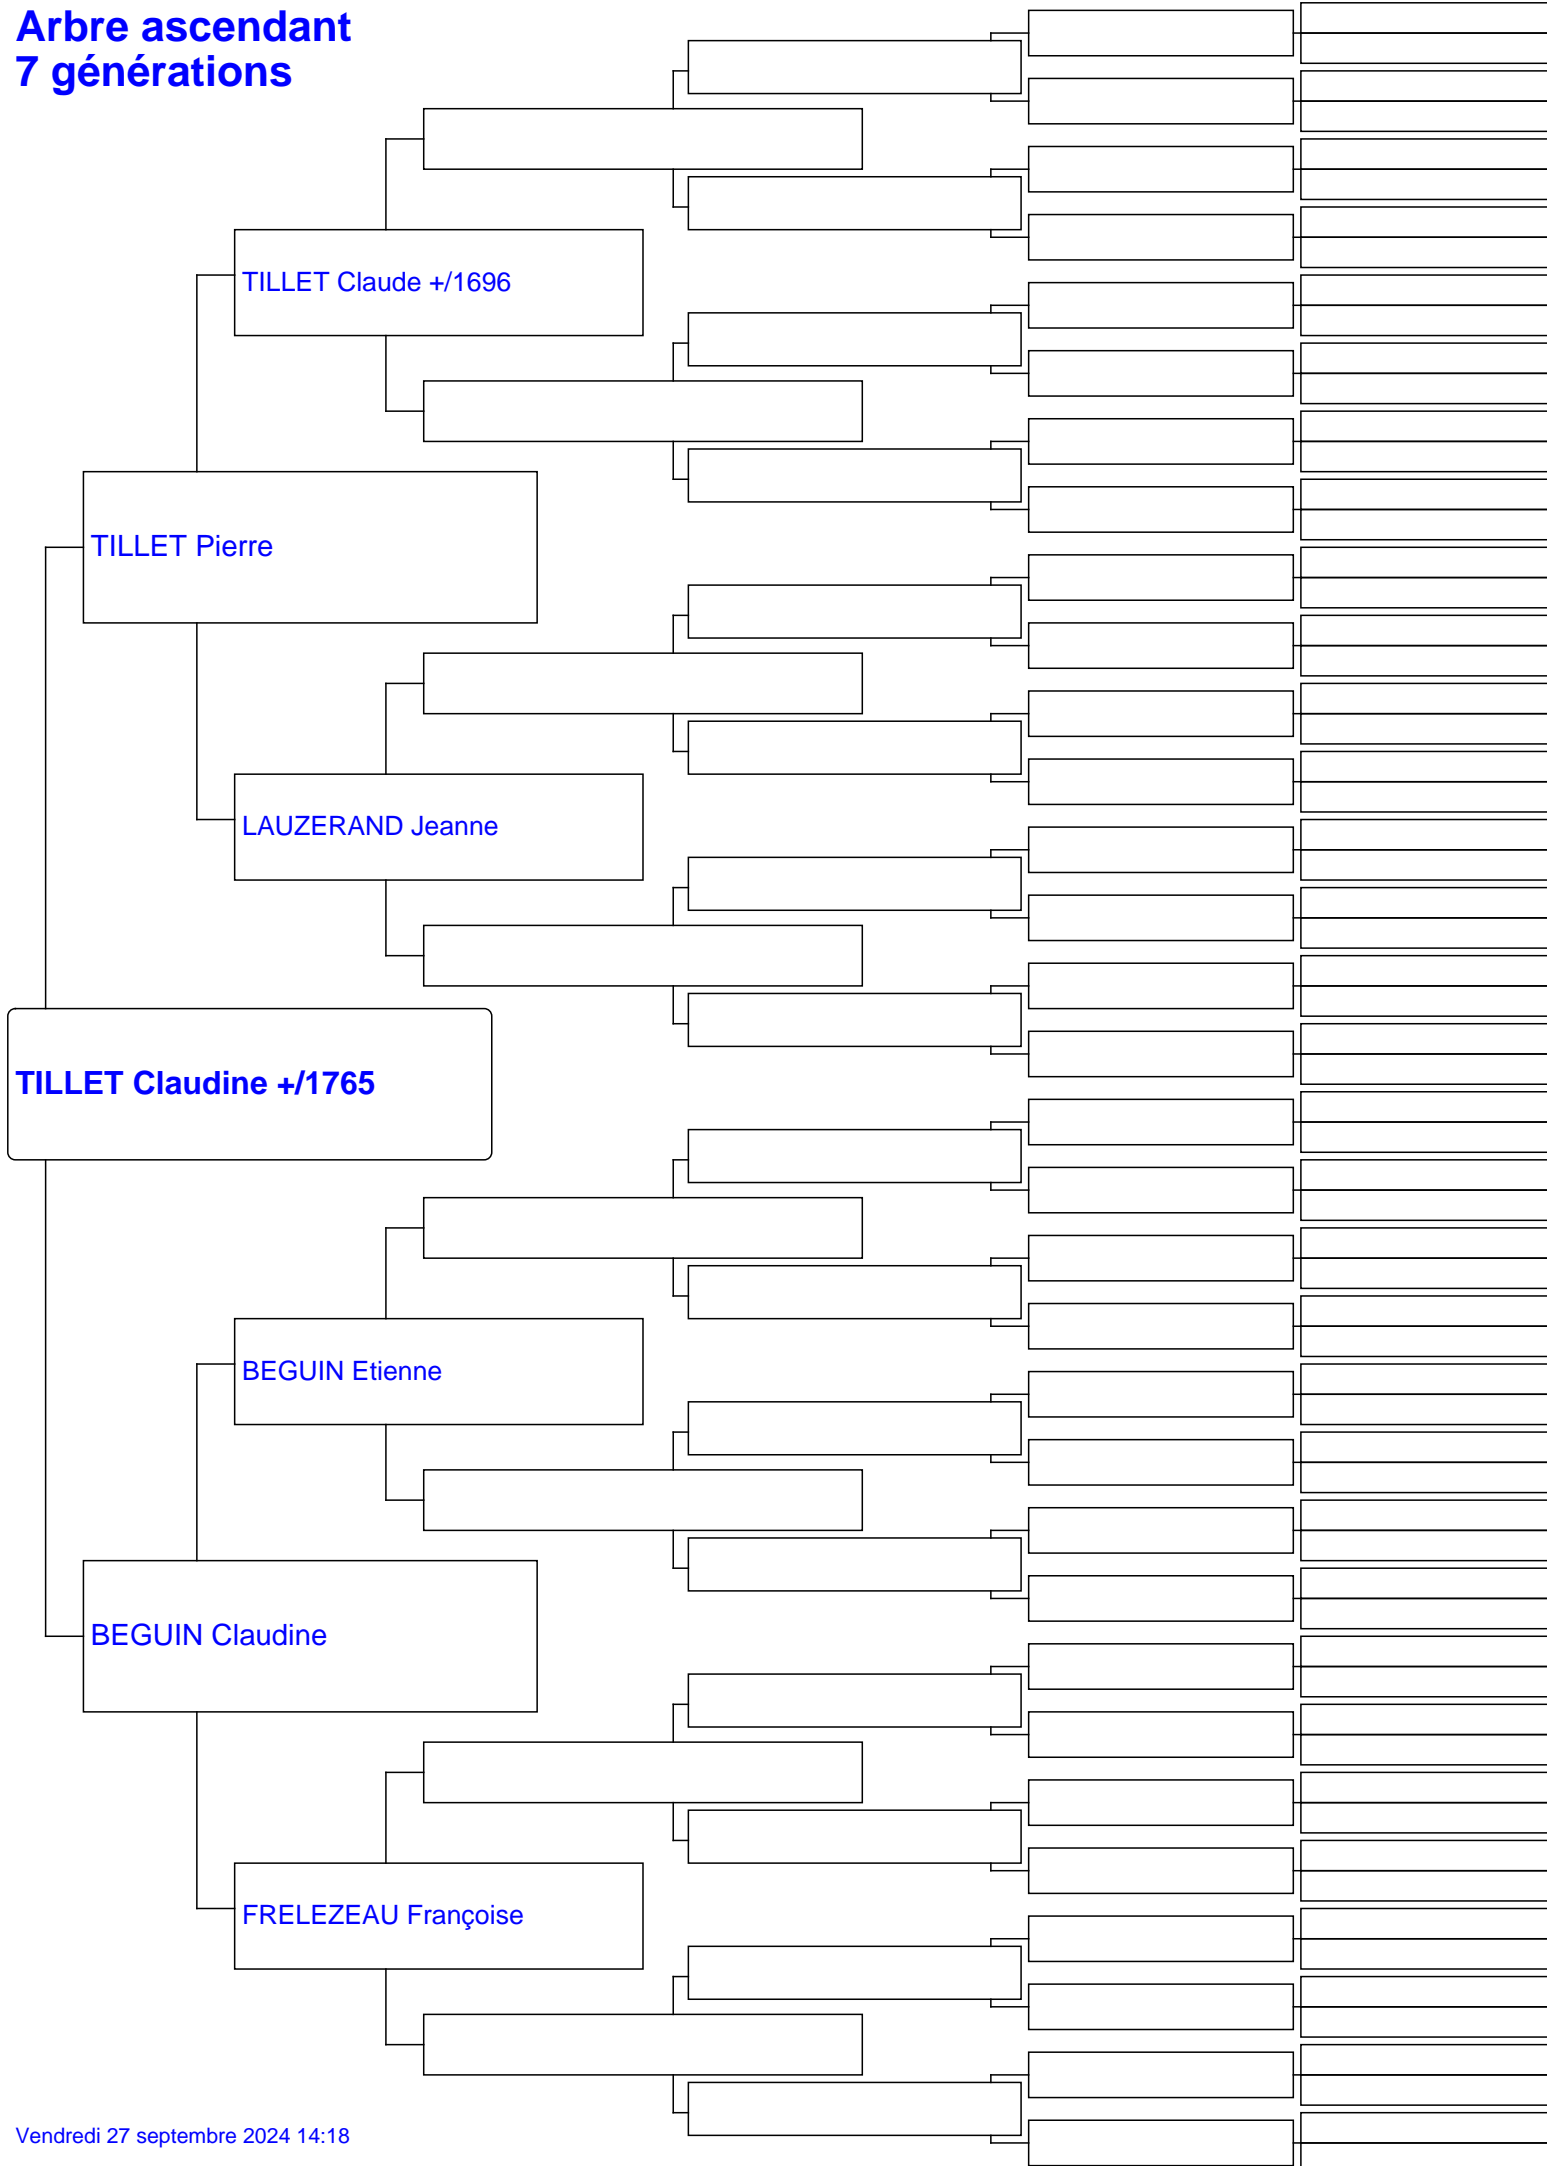 Arbre ascendant
7 générations
TILLET Claude +/1696
TILLET Pierre
LAUZERAND Jeanne
TILLET Claudine +/1765
BEGUIN Etienne
BEGUIN Claudine
FRELEZEAU Françoise
Vendredi 27 septembre 2024 14:18